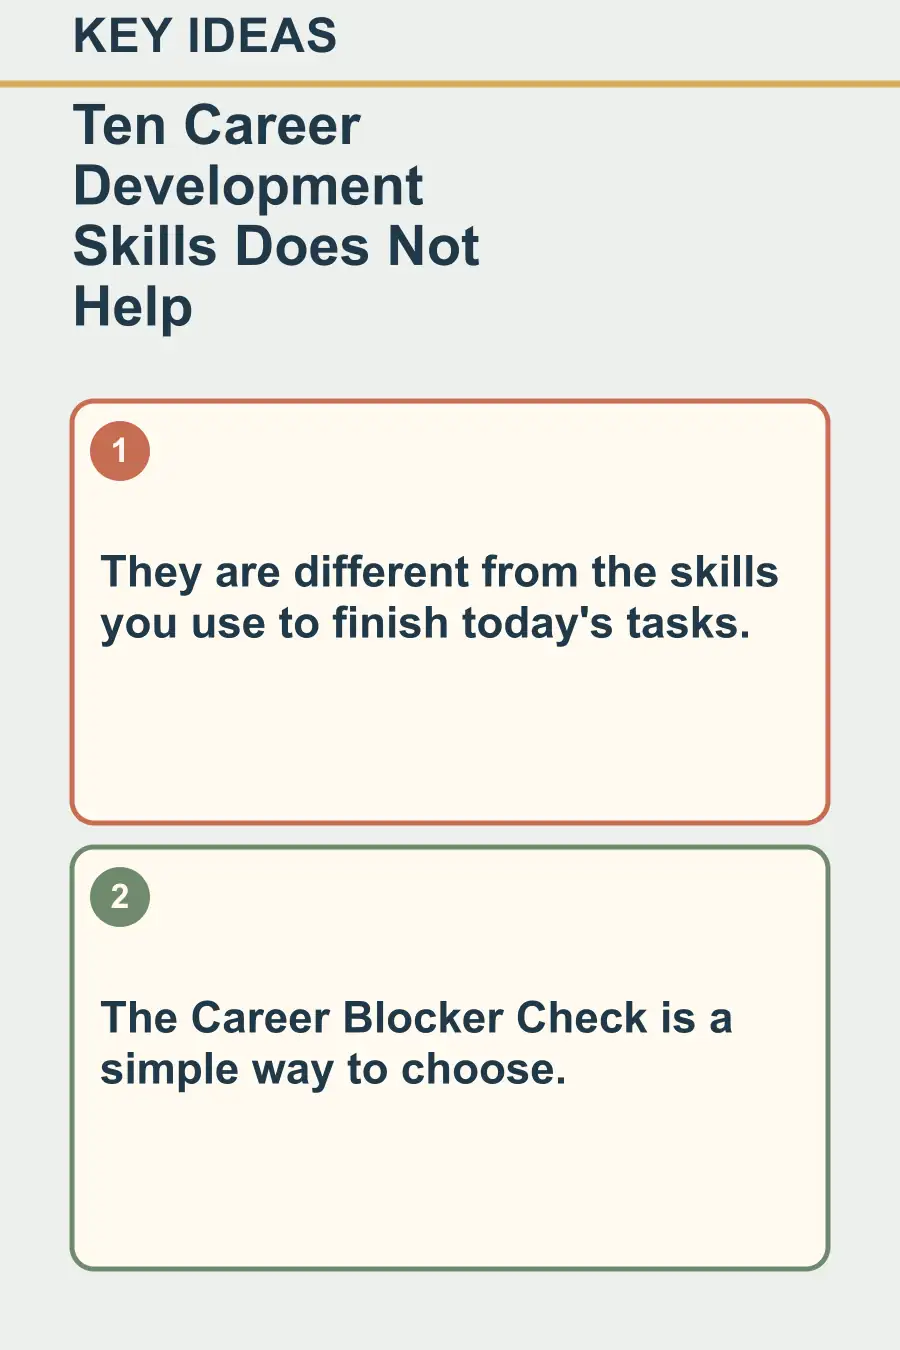 KEY IDEAS
Ten Career
Development
Skills Does Not
Help
1
They are different from the skills
you use to finish today's tasks.
2
The Career Blocker Check is a
simple way to choose.